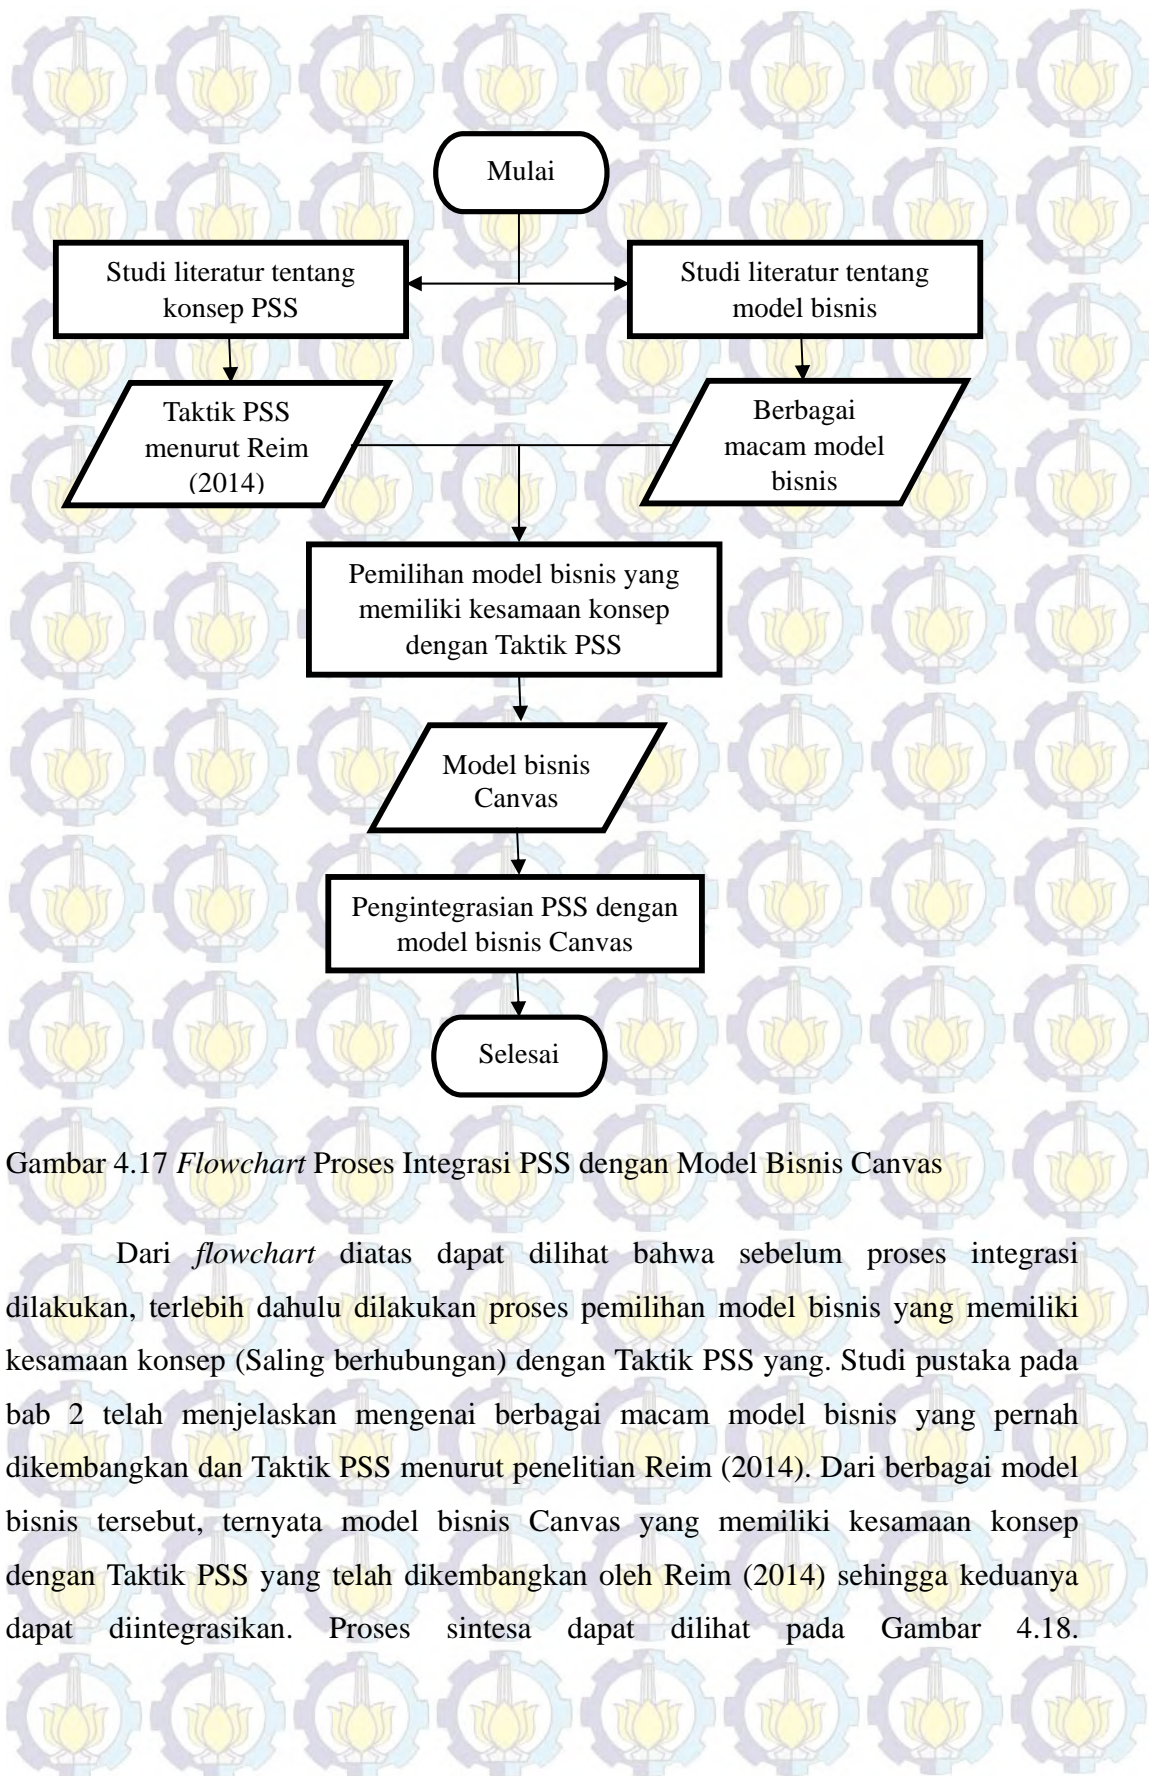 Mulai
Studi literatur tentang
konsep PSS
Studi literatur tentang
model bisnis
Taktik PSS
menurut Reim
(2014)
Berbagai
macam model
bisnis
Pemilihan model bisnis yang
memiliki kesamaan konsep
dengan Taktik PSS
Model bisnis
Canvas
Pengintegrasian PSS dengan
model bisnis Canvas
Selesai
Gambar 4.17 Flowchart Proses Integrasi PSS dengan Model Bisnis Canvas
Dari flowchart diatas dapat dilihat bahwa sebelum proses integrasi
dilakukan, terlebih dahulu dilakukan proses pemilihan model bisnis yang memiliki
kesamaan konsep (Saling berhubungan) dengan Taktik PSS yang. Studi pustaka pada
bab 2 telah menjelaskan mengenai berbagai macam model bisnis yang pernah
dikembangkan dan Taktik PSS menurut penelitian Reim (2014). Dari berbagai model
bisnis tersebut, ternyata model bisnis Canvas yang memiliki kesamaan konsep
dengan Taktik PSS yang telah dikembangkan oleh Reim (2014) sehingga keduanya
dapat diintegrasikan. Proses sintesa dapat dilihat pada Gambar 4.18.